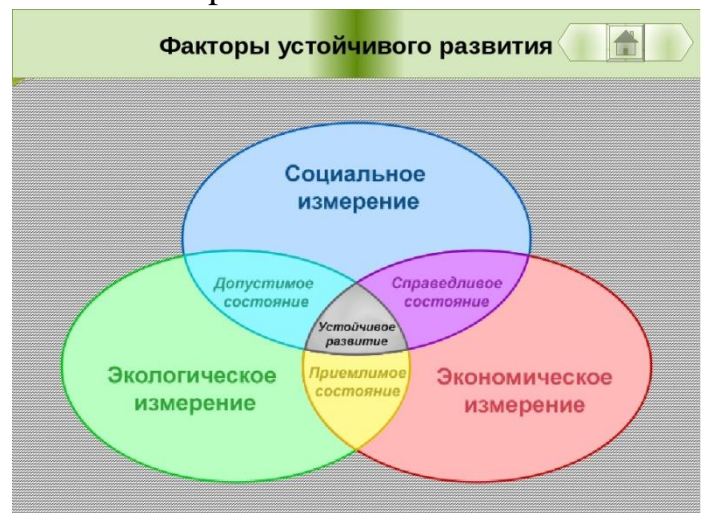 Факторы устойчивого развития
Социальное
измерение
Допустимое
состояние
Справедливое
состояние
Устойчивое
развитие
Экологическое
измерение
Приемлимое
состояние
Экономическое
измерение